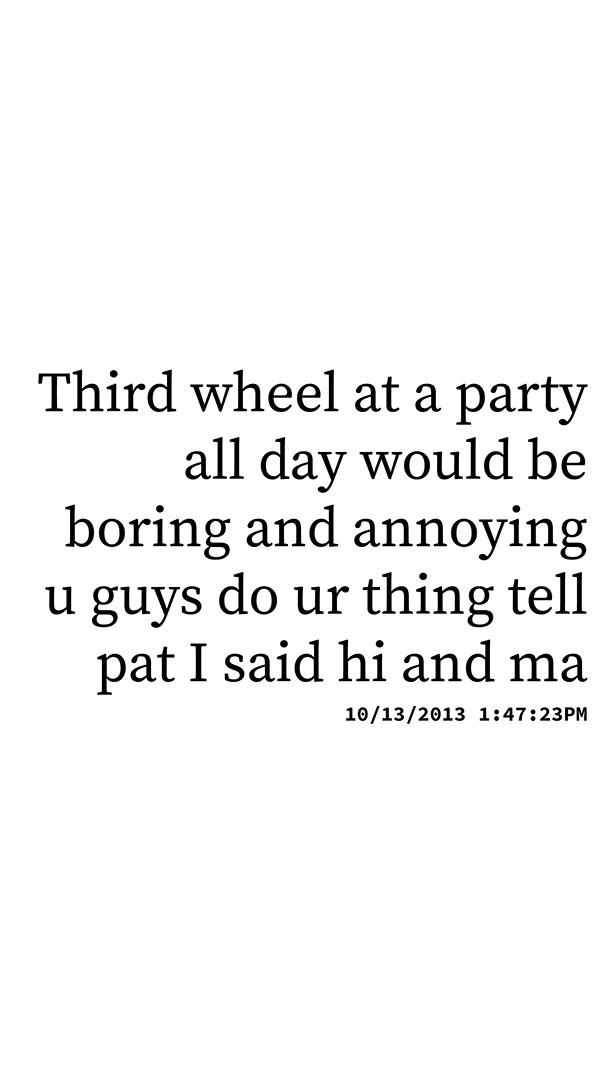 Third wheel at a party
all day would be
boring and annoying
u guys do ur thing tell
pat I said hi and ma
10/13/2013 1:47:23PM